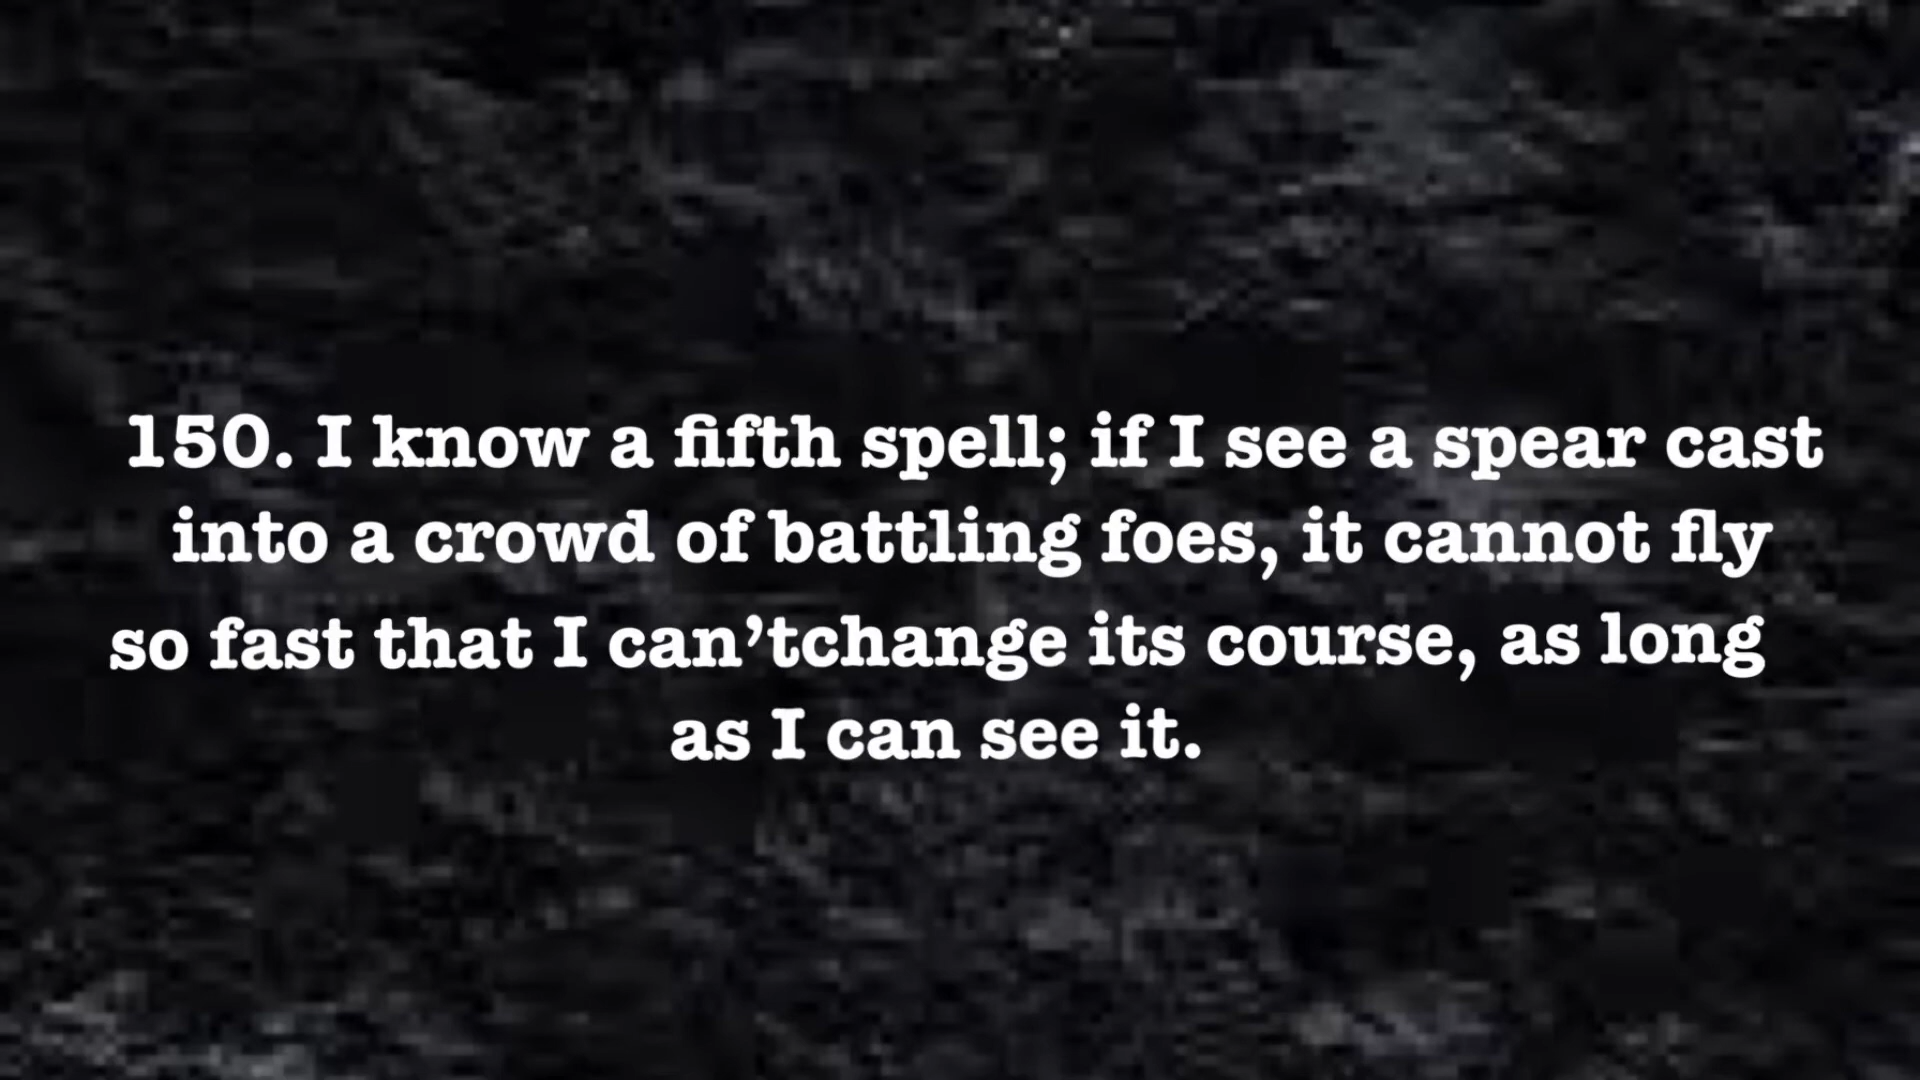 150. I know a fifth spell; if I see a spear cast
into a crowd of battling foes, it cannot fly
so fast that I can’tchange its course, as long
as I can see it.